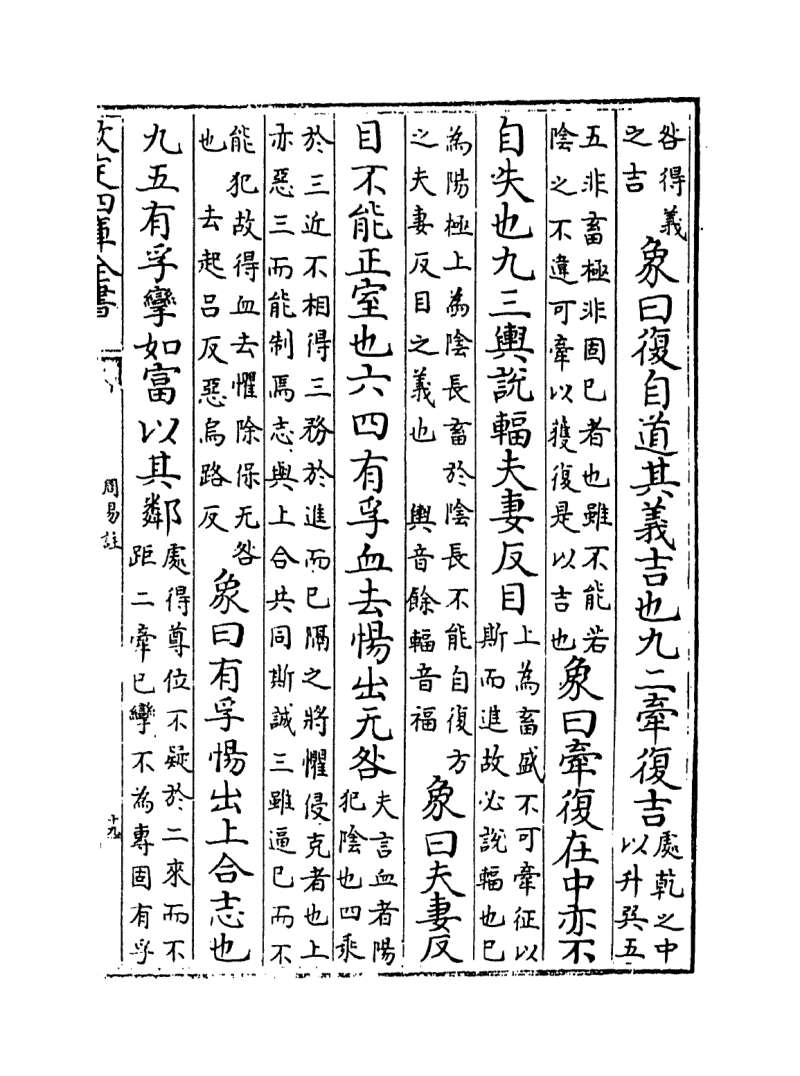 咎得義
之吉
象曰復自道其義吉也九二牽復吉
處乾之中
以升巽五
五非畜極非固已者也雖不能若
陰之不違可牽以獲復是以吉也
象曰牽復在中亦不
自失也九三輿說輻夫妻反目
上為畜盛不可牽征以
斯而進故必說輻也已
為陽極上為陰長畜於陰長不能自復方
之夫妻反目之義也　輿音餘輻音福
象曰夫妻反
目不能正室也六四有孚血去惕出无咎
夫言血者陽
犯陰也四乘
於三近不相得三務於進而已隔之將懼侵克者也上
亦惡三而能制焉志與上合共同斯誠三雖逼已而不
能犯故得血去懼除保无咎
也　去起呂反惡烏路反
象曰有孚惕出上合志也
九五有孚攣如富以其鄰
處得尊位不疑於二來而不
距二牽已攣不為專固有孚
欽定四庫全書
周易註
十九